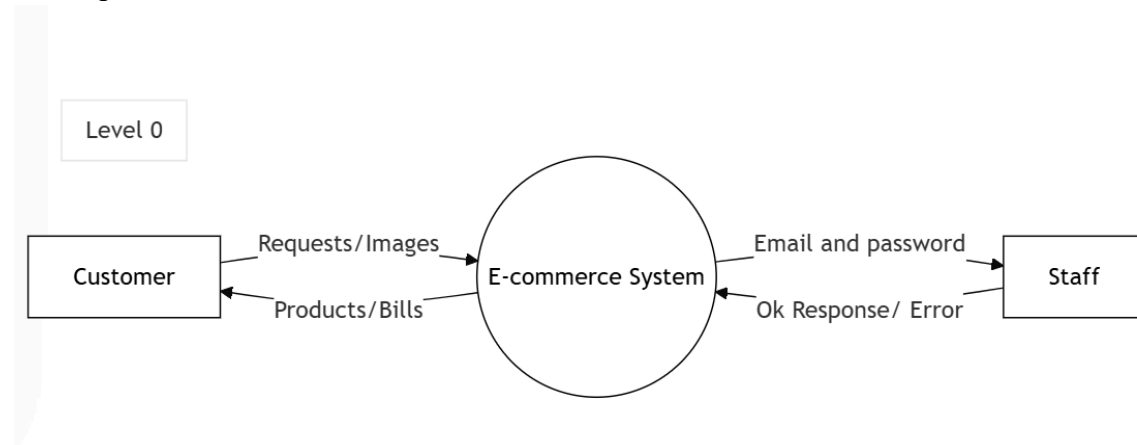 Level 0
Requests/Images
Email and password
Customer
E-commerce System
Staff
Products/Bills
Ok Response/ Error